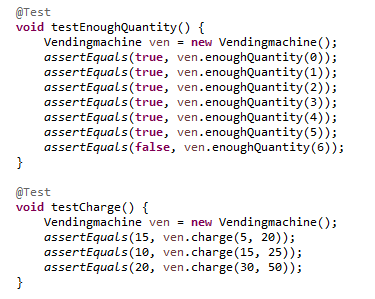 @Test
void testEnoughQuantity() {
    Vendingmachine ven = new Vendingmachine();
    assertEquals(true, ven.enoughQuantity(0));
    assertEquals(true, ven.enoughQuantity(1));
    assertEquals(true, ven.enoughQuantity(2));
    assertEquals(true, ven.enoughQuantity(3));
    assertEquals(true, ven.enoughQuantity(4));
    assertEquals(true, ven.enoughQuantity(5));
    assertEquals(false, ven.enoughQuantity(6));
}

@Test
void testCharge() {
    Vendingmachine ven = new Vendingmachine();
    assertEquals(15, ven.charge(5, 20));
    assertEquals(10, ven.charge(15, 25));
    assertEquals(20, ven.charge(30, 50));
}